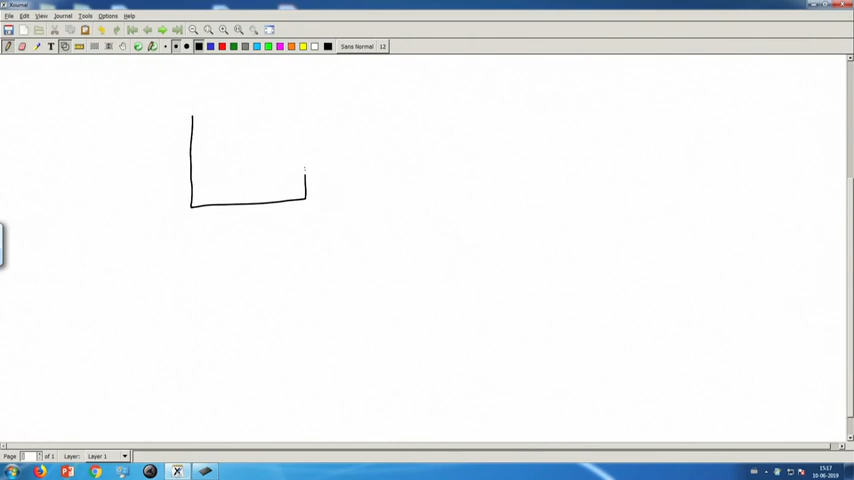 Xournal
File Edit View Journal Tools Options Help
Sans Normal 12
Page of 1 Layer: Layer 1
15:17
10-06-2019